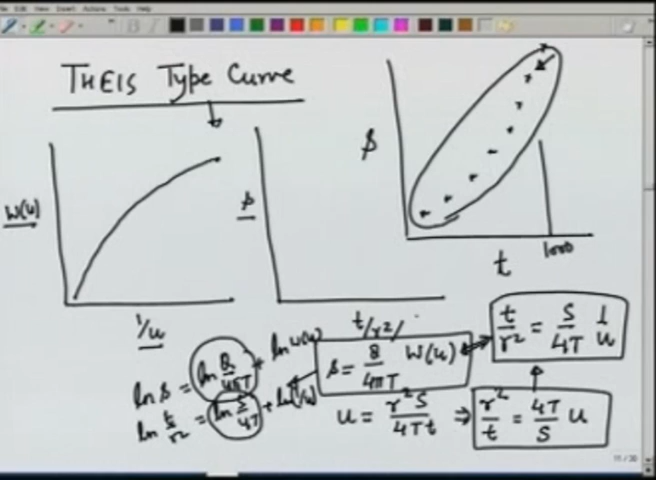 THEIS Type Curve
W(u)
1/u
s
t/r²
s
t
1000
ln s = ln Q/4πT + ln W(u)
ln t/r² = ln S/4T + ln(1/u)
s = Q/4πT W(u)
t/r² = S/4T 1/u
u = r²S/4Tt ⇒ r²/t = 4T/S u